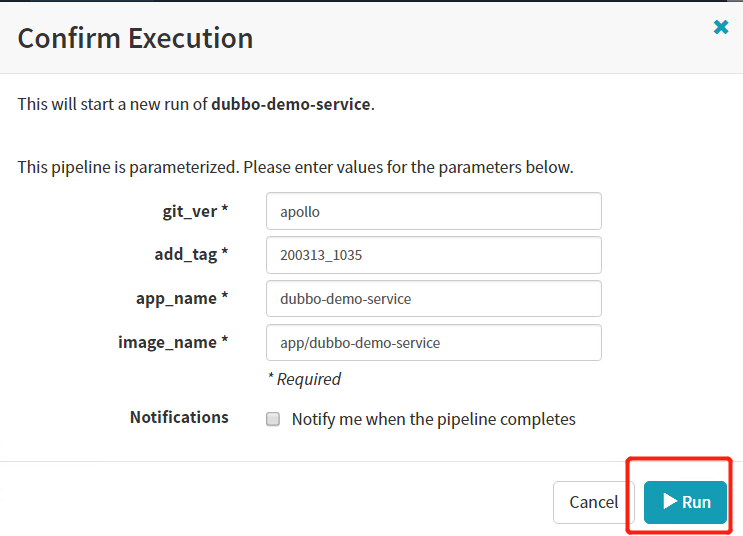 Confirm Execution
This will start a new run of dubbo-demo-service.
This pipeline is parameterized. Please enter values for the parameters below.
git_ver * apollo
add_tag * 200313_1035
app_name * dubbo-demo-service
image_name * app/dubbo-demo-service
* Required
Notifications Notify me when the pipeline completes
Cancel Run